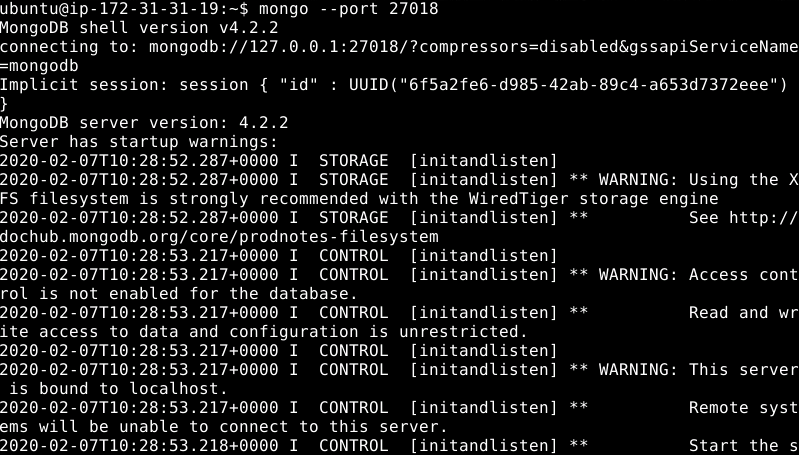 ubuntu@ip-172-31-31-19:~$ mongo --port 27018
MongoDB shell version v4.2.2
connecting to: mongodb://127.0.0.1:27018/?compressors=disabled&gssapiServiceName
=mongodb
Implicit session: session { "id" : UUID("6f5a2fe6-d985-42ab-89c4-a653d7372eee")
}
MongoDB server version: 4.2.2
Server has startup warnings:
2020-02-07T10:28:52.287+0000 I  STORAGE  [initandlisten]
2020-02-07T10:28:52.287+0000 I  STORAGE  [initandlisten] ** WARNING: Using the X
FS filesystem is strongly recommended with the WiredTiger storage engine
2020-02-07T10:28:52.287+0000 I  STORAGE  [initandlisten] **          See http://
dochub.mongodb.org/core/prodnotes-filesystem
2020-02-07T10:28:53.217+0000 I  CONTROL  [initandlisten]
2020-02-07T10:28:53.217+0000 I  CONTROL  [initandlisten] ** WARNING: Access cont
rol is not enabled for the database.
2020-02-07T10:28:53.217+0000 I  CONTROL  [initandlisten] **          Read and wr
ite access to data and configuration is unrestricted.
2020-02-07T10:28:53.217+0000 I  CONTROL  [initandlisten]
2020-02-07T10:28:53.217+0000 I  CONTROL  [initandlisten] ** WARNING: This server
 is bound to localhost.
2020-02-07T10:28:53.217+0000 I  CONTROL  [initandlisten] **          Remote syst
ems will be unable to connect to this server.
2020-02-07T10:28:53.218+0000 I  CONTROL  [initandlisten] **          Start the s